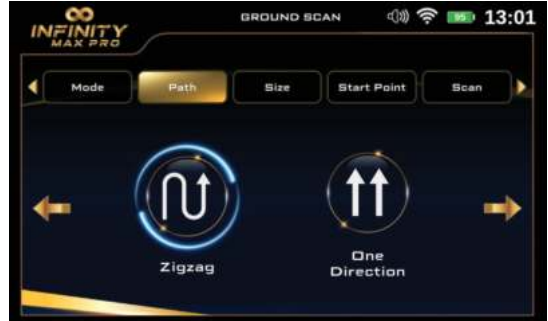 INFINITY
MAX PRO
GROUND SCAN
95
13:01
Mode
Path
Size
Start Point
Scan
Zigzag
One
Direction